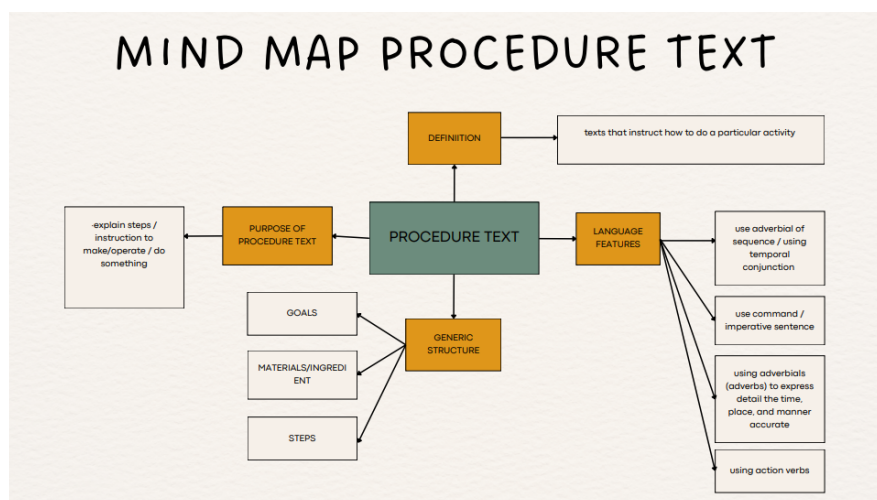 MIND MAP PROCEDURE TEXT
DEFINIITION
texts that instruct how to do a particular activity
PROCEDURE TEXT
PURPOSE OF
PROCEDURE TEXT
-explain steps /
instruction to
make/operate / do
something
LANGUAGE
FEATURES
use adverbial of
sequence / using
temporal
conjunction
use command /
imperative sentence
using adverbials
(adverbs) to express
detail the time,
place, and manner
accurate
using action verbs
GENERIC
STRUCTURE
GOALS
MATERIALS/INGREDI
ENT
STEPS